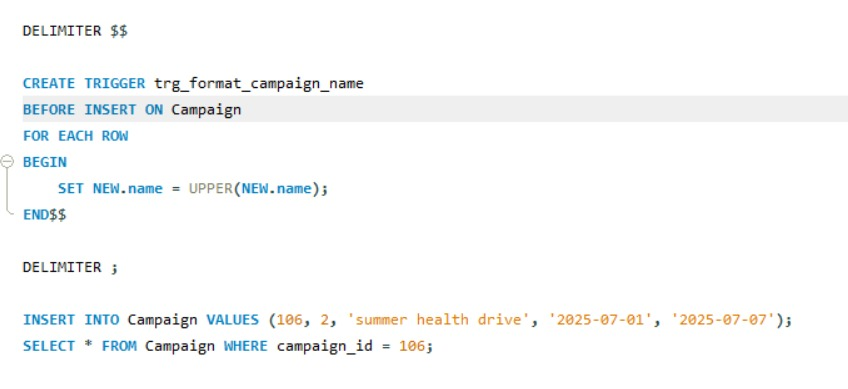 DELIMITER $$
CREATE TRIGGER trg_format_campaign_name
BEFORE INSERT ON Campaign
FOR EACH ROW
BEGIN
SET NEW.name = UPPER(NEW.name);
END$$
DELIMITER ;
INSERT INTO Campaign VALUES (106, 2, 'summer health drive', '2025-07-01', '2025-07-07');
SELECT * FROM Campaign WHERE campaign_id = 106;